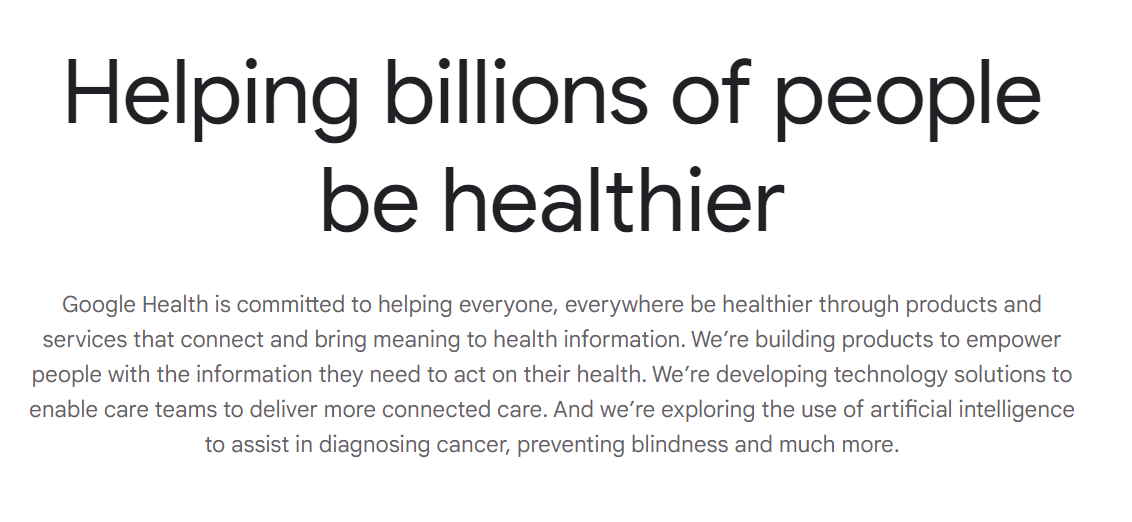 Helping billions of people
be healthier
Google Health is committed to helping everyone, everywhere be healthier through products and
services that connect and bring meaning to health information. We’re building products to empower
people with the information they need to act on their health. We’re developing technology solutions to
enable care teams to deliver more connected care. And we’re exploring the use of artificial intelligence
to assist in diagnosing cancer, preventing blindness and much more.